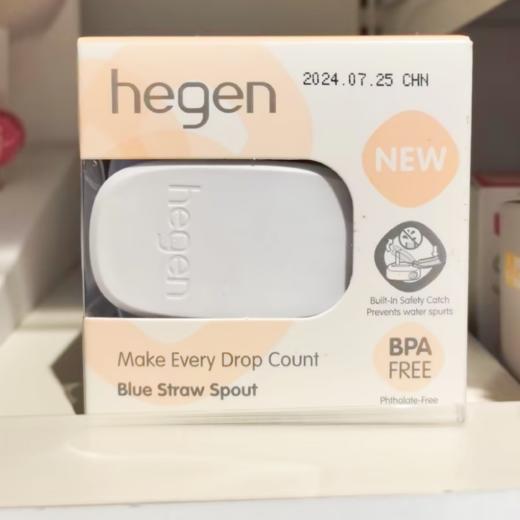 hegen
2024.07.25 CHN
NEW
hegen
Built-In Safety Catch
Prevents water spurts
Make Every Drop Count
Blue Straw Spout
BPA
FREE
Phthalate-Free